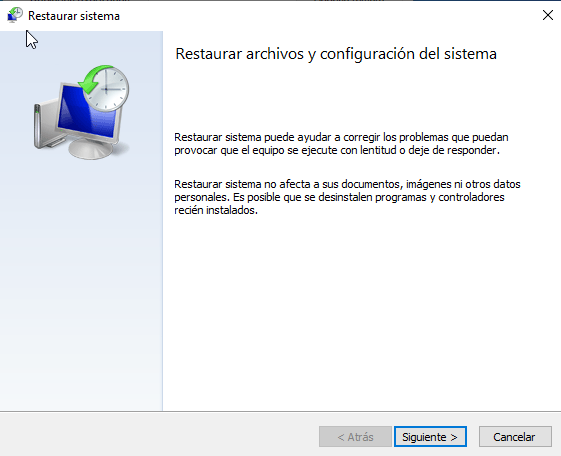 Restaurar sistema
Restaurar archivos y configuración del sistema
Restaurar sistema puede ayudar a corregir los problemas que puedan
provocar que el equipo se ejecute con lentitud o deje de responder.
Restaurar sistema no afecta a sus documentos, imágenes ni otros datos
personales. Es posible que se desinstalen programas y controladores
recién instalados.
< Atrás Siguiente > Cancelar